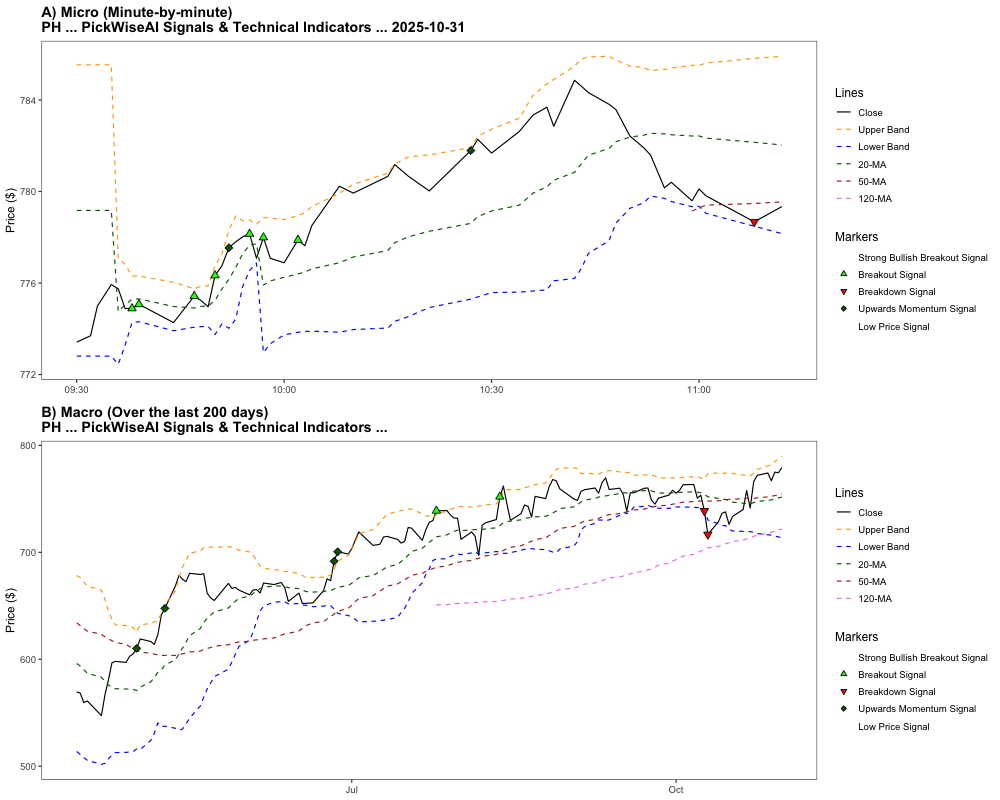 A) Micro (Minute-by-minute)
PH ... PickWiseAI Signals & Technical Indicators ... 2025-10-31
Price ($)
784
780
776
772
09:30
10:00
10:30
11:00
Lines
Close
Upper Band
Lower Band
20-MA
50-MA
120-MA
Markers
Strong Bullish Breakout Signal
Breakout Signal
Breakdown Signal
Upwards Momentum Signal
Low Price Signal
B) Macro (Over the last 200 days)
PH ... PickWiseAI Signals & Technical Indicators ...
Price ($)
800
700
600
500
Jul
Oct
Lines
Close
Upper Band
Lower Band
20-MA
50-MA
120-MA
Markers
Strong Bullish Breakout Signal
Breakout Signal
Breakdown Signal
Upwards Momentum Signal
Low Price Signal